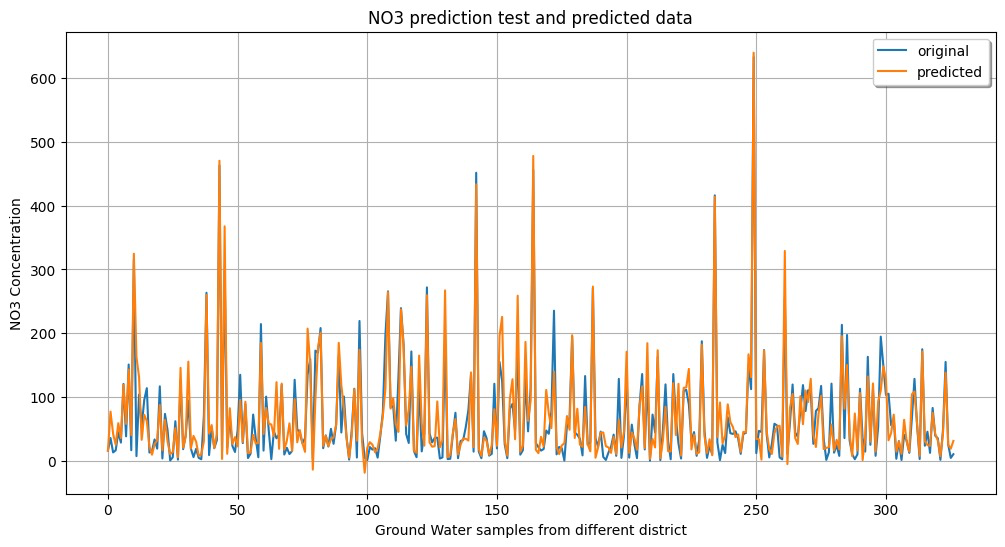 NO3 prediction test and predicted data
original
predicted
NO3 Concentration
600
500
400
300
200
100
0
0 50 100 150 200 250 300
Ground Water samples from different district